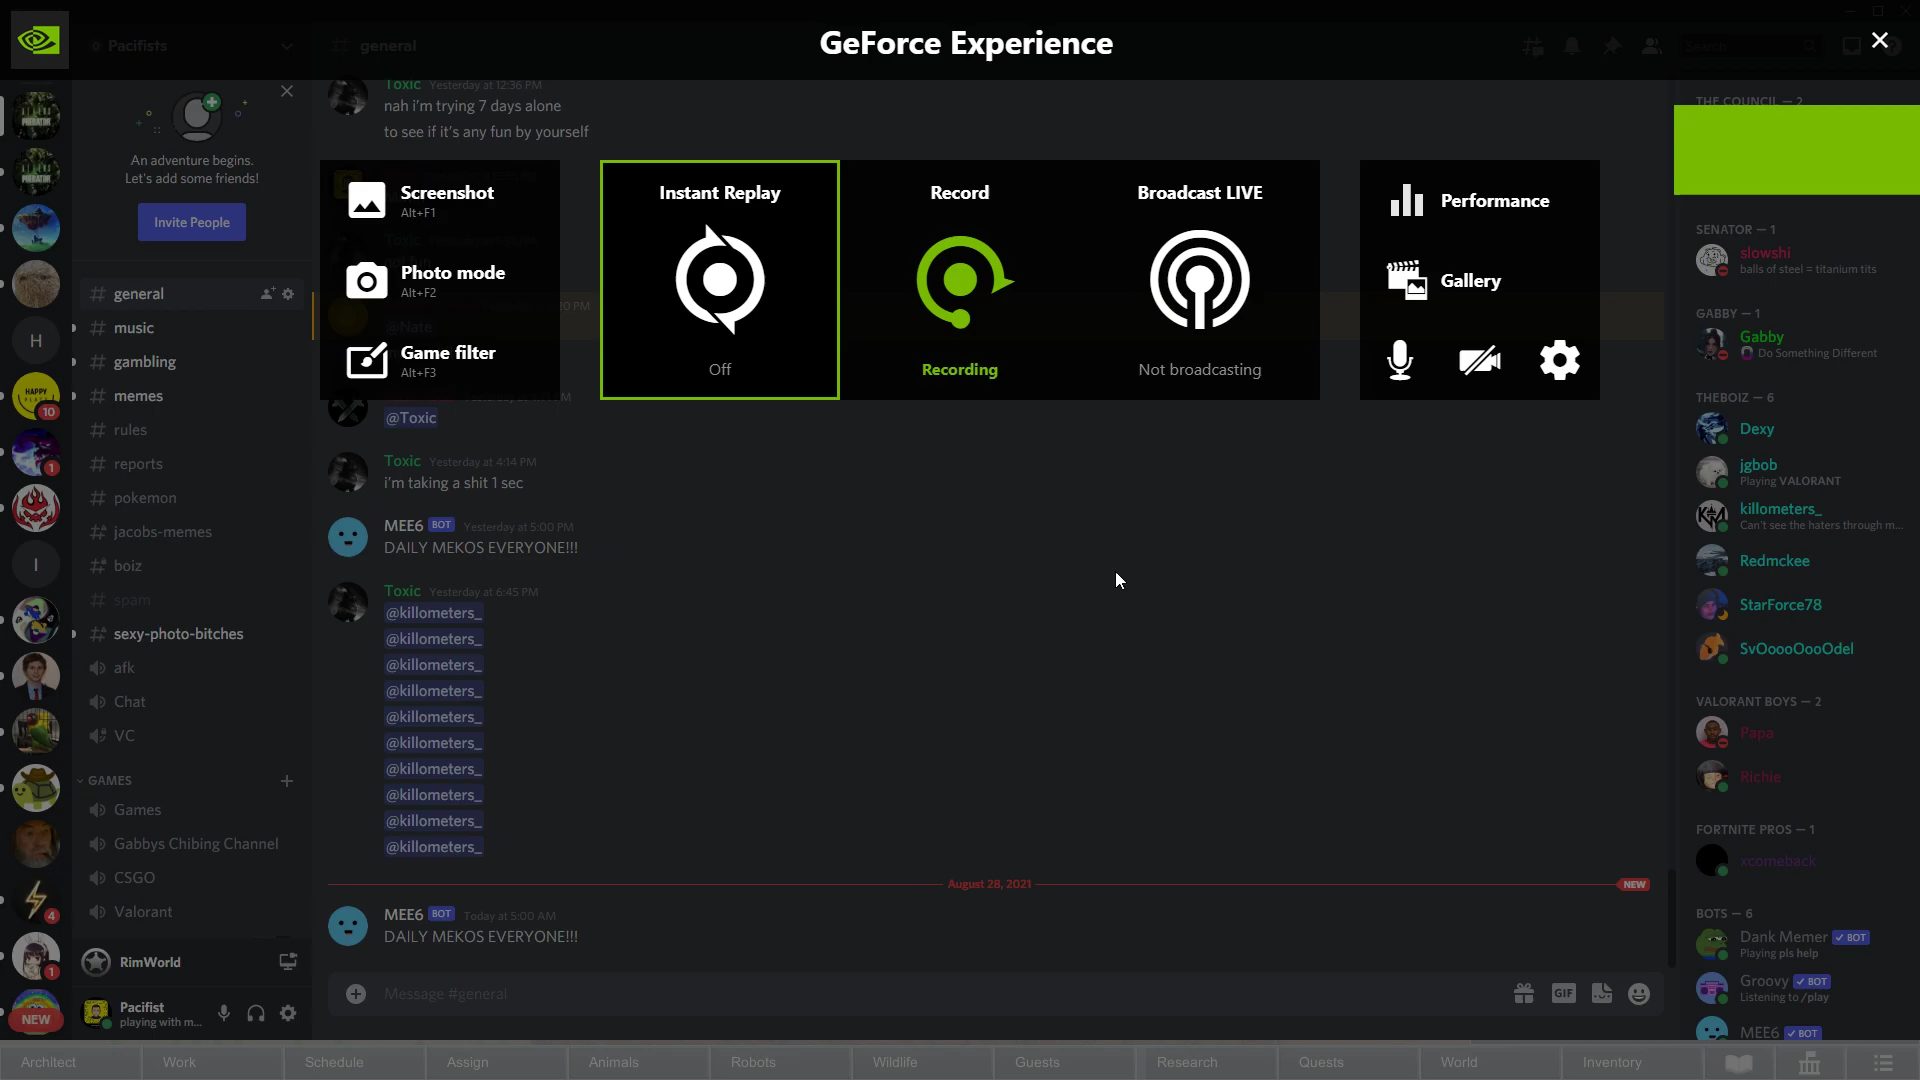 GeForce Experience
Pacifists
general
Search
An adventure begins.
Let's add some friends!
Invite People
general
music
gambling
memes
rules
reports
pokemon
jacobs-memes
boiz
spam
sexy-photo-bitches
afk
Chat
VC
GAMES
Games
Gabbys Chibing Channel
CSGO
Valorant
RimWorld
Pacifist
playing with m...
H
I
10
1
4
1
NEW
Toxic Yesterday at 12:36 PM
nah i'm trying 7 days alone
to see if it's any fun by yourself
Screenshot
Alt+F1
Photo mode
Alt+F2
Game filter
Alt+F3
Instant Replay
Off
Record
Recording
Broadcast LIVE
Not broadcasting
Performance
Gallery
@Nate
@Toxic
Toxic Yesterday at 4:14 PM
i'm taking a shit 1 sec
MEE6 BOT Yesterday at 5:00 PM
DAILY MEKOS EVERYONE!!!
Toxic Yesterday at 6:45 PM
@killometers_
@killometers_
@killometers_
@killometers_
@killometers_
@killometers_
@killometers_
@killometers_
@killometers_
@killometers_
August 28, 2021
NEW
MEE6 BOT Today at 5:00 AM
DAILY MEKOS EVERYONE!!!
Message #general
GIF
THE COUNCIL — 2
SENATOR — 1
slowshi
balls of steel = titanium tits
GABBY — 1
Gabby
Do Something Different
THEBOIZ — 6
Dexy
jgbob
Playing VALORANT
killometers_
Can't see the haters through m...
Redmckee
StarForce78
SvOoooOooOdel
VALORANT BOYS — 2
Papa
Richie
FORTNITE PROS — 1
xcomeback
BOTS — 6
Dank Memer BOT
Playing pls help
Groovy BOT
Listening to /play
MEE6 BOT
Architect
Work
Schedule
Assign
Animals
Robots
Wildlife
Guests
Research
Quests
World
Inventory